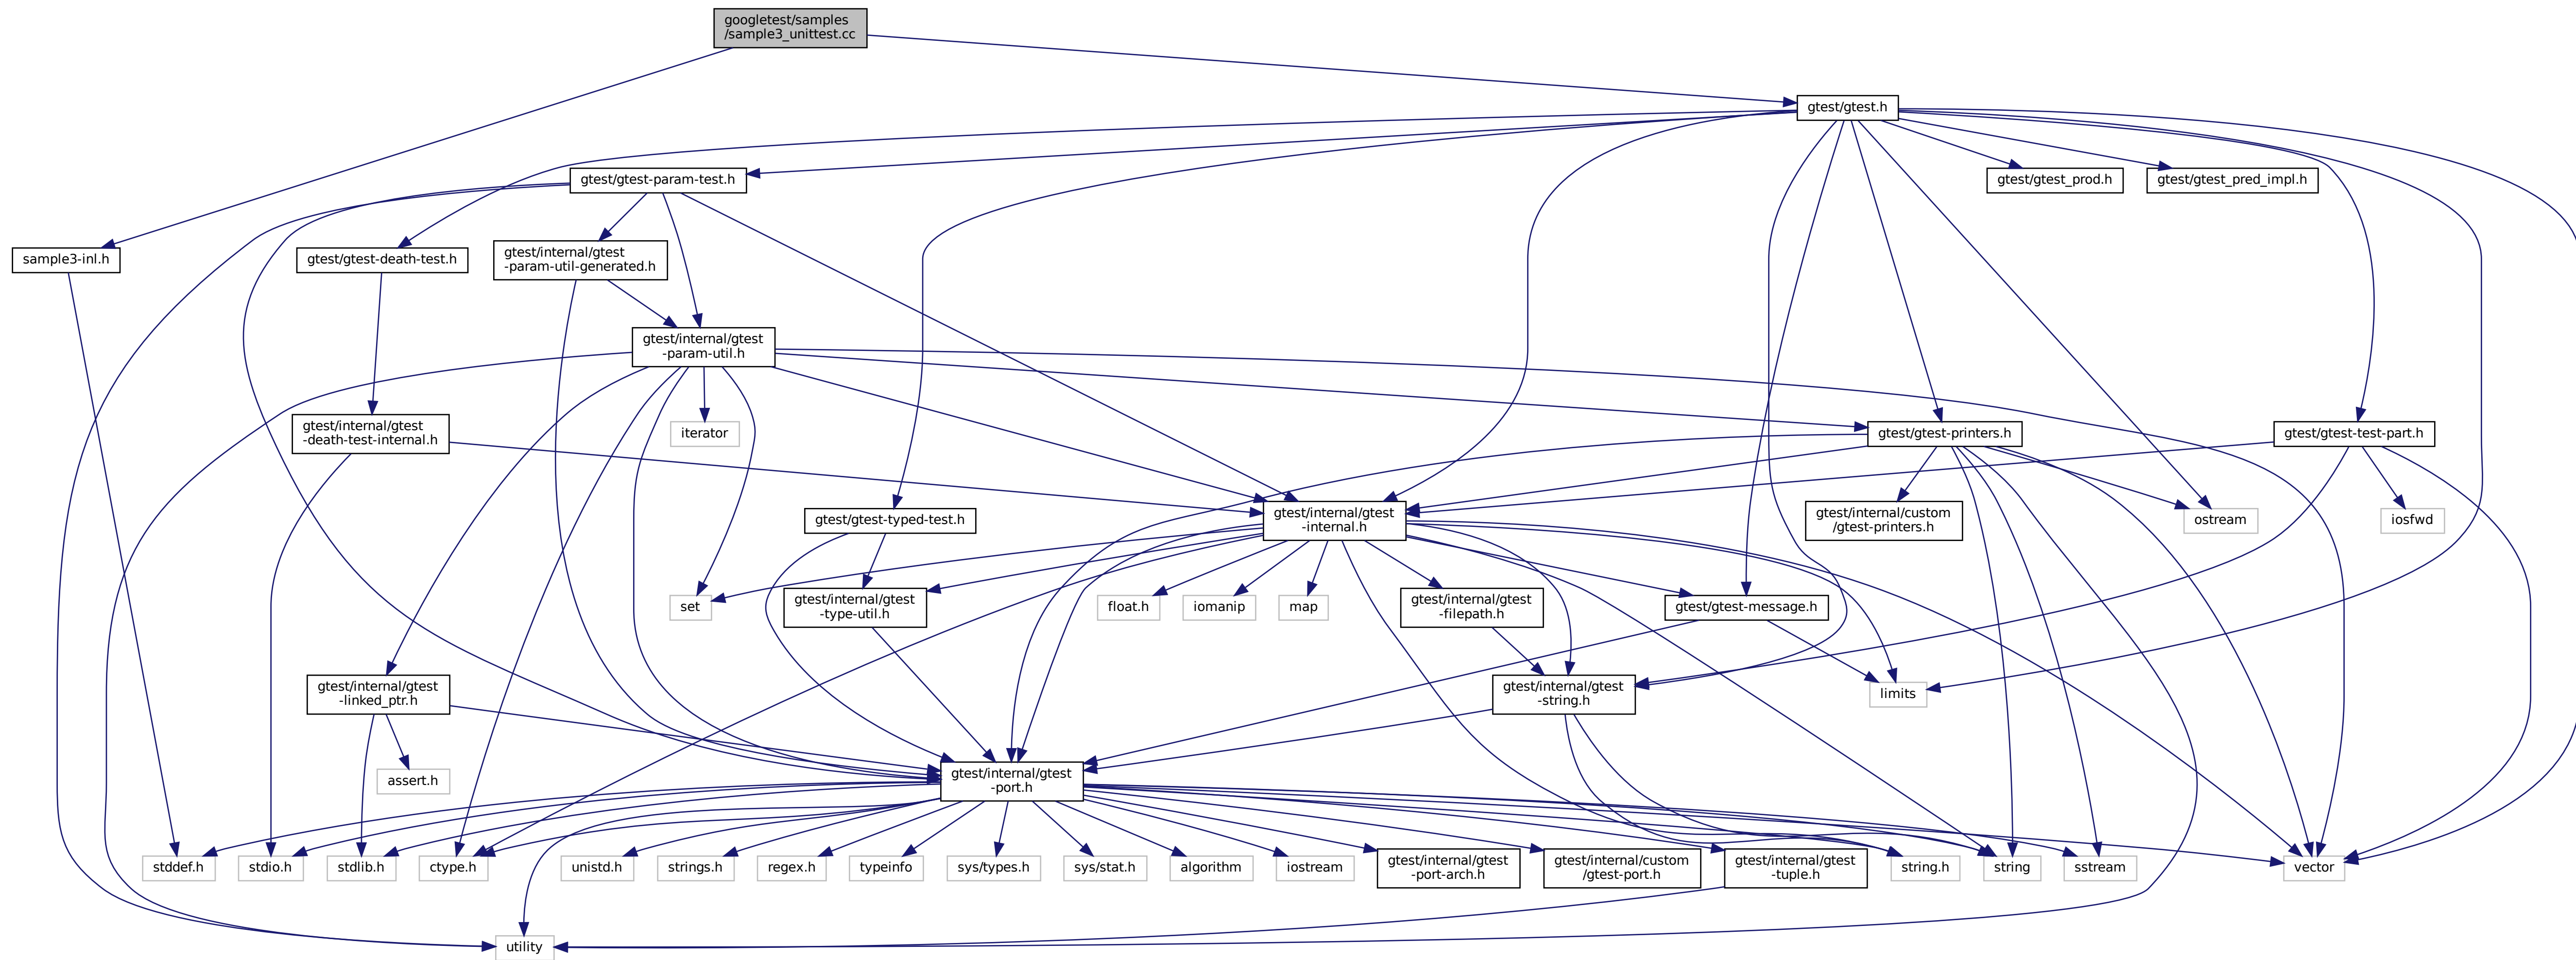 googletest/samples
/sample3_unittest.cc
gtest/gtest.h
gtest/gtest-param-test.h
gtest/gtest_prod.h
gtest/gtest_pred_impl.h
sample3-inl.h
gtest/gtest-death-test.h
gtest/internal/gtest
-param-util-generated.h
gtest/internal/gtest
-param-util.h
gtest/internal/gtest
-death-test-internal.h
iterator
gtest/gtest-printers.h
gtest/gtest-test-part.h
gtest/gtest-typed-test.h
gtest/internal/gtest
-internal.h
gtest/internal/custom
/gtest-printers.h
ostream
iosfwd
set
gtest/internal/gtest
-type-util.h
float.h
iomanip
map
gtest/internal/gtest
-filepath.h
gtest/gtest-message.h
gtest/internal/gtest
-linked_ptr.h
gtest/internal/gtest
-string.h
limits
assert.h
gtest/internal/gtest
-port.h
stddef.h
stdio.h
stdlib.h
ctype.h
unistd.h
strings.h
regex.h
typeinfo
sys/types.h
sys/stat.h
algorithm
iostream
gtest/internal/gtest
-port-arch.h
gtest/internal/custom
/gtest-port.h
gtest/internal/gtest
-tuple.h
string.h
string
sstream
vector
utility